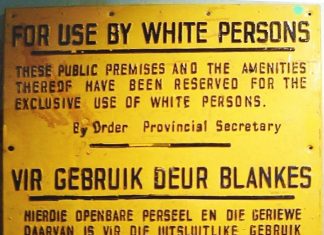 FOR USE BY WHITE PERSONS
THESE PUBLIC PREMISES AND THE AMENITIES
THEREOF HAVE BEEN RESERVED FOR THE
EXCLUSIVE USE OF WHITE PERSONS.
By Order Provincial Secretary
VIR GEBRUIK DEUR BLANKES
HIERDIE OPENBARE PERSEEL EN DIE GERIEWE
DAARVAN IS VIR DIE UITSLUITLIKE GEBRUIK